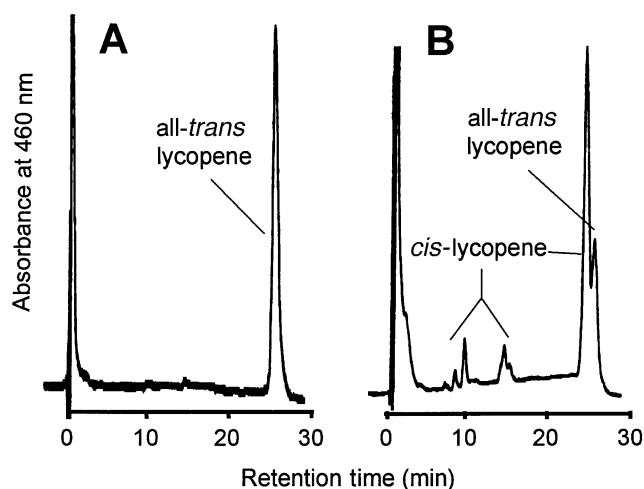 A
B
Absorbance at 460 nm
all-trans
lycopene
all-trans
lycopene
cis-lycopene
0 10 20 30
0 10 20 30
Retention time (min)